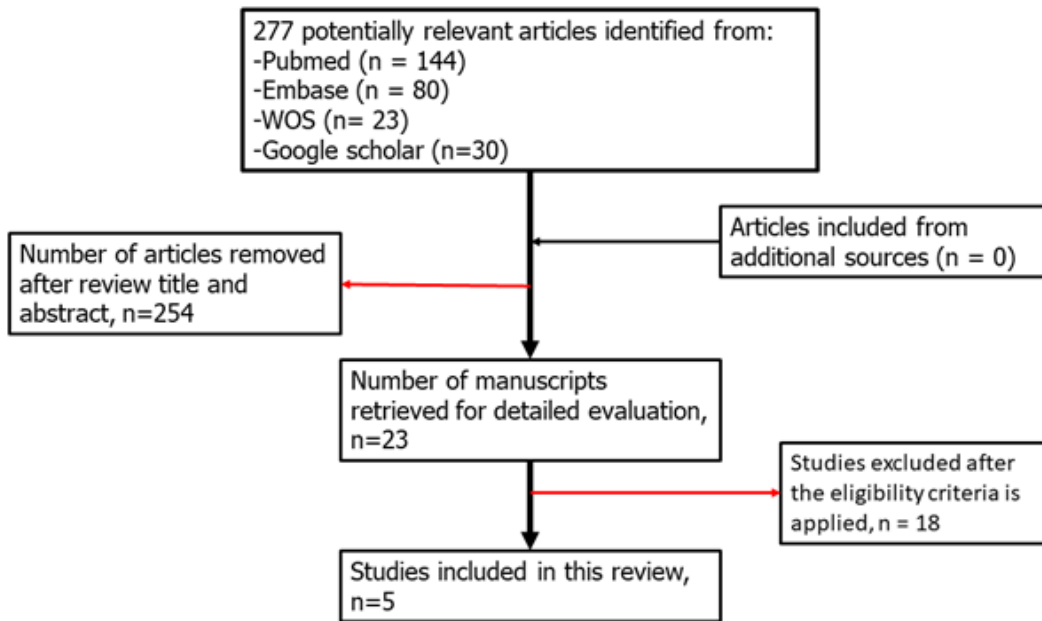 277 potentially relevant articles identified from:
-Pubmed (n = 144)
-Embase (n = 80)
-WOS (n= 23)
-Google scholar (n=30)
Articles included from
additional sources (n = 0)
Number of articles removed
after review title and
abstract, n=254
Number of manuscripts
retrieved for detailed evaluation,
n=23
Studies excluded after
the eligibility criteria is
applied, n = 18
Studies included in this review,
n=5